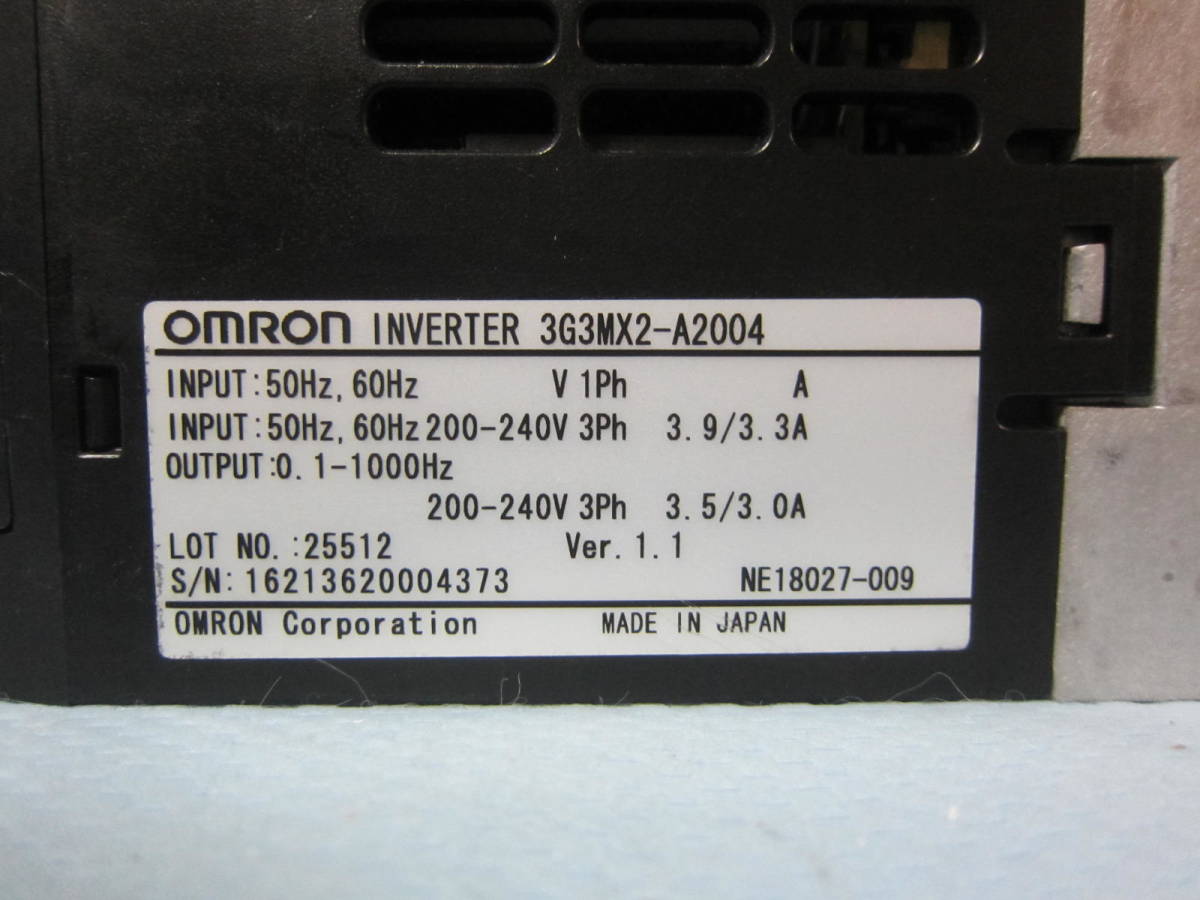 OMRON INVERTER 3G3MX2-A2004
INPUT:50Hz,60Hz V 1Ph A
INPUT:50Hz,60Hz 200-240V 3Ph 3.9/3.3A
OUTPUT:0.1-1000Hz
200-240V 3Ph 3.5/3.0A
LOT NO.:25512 Ver.1.1
S/N:16213620004373 NE18027-009
OMRON Corporation MADE IN JAPAN